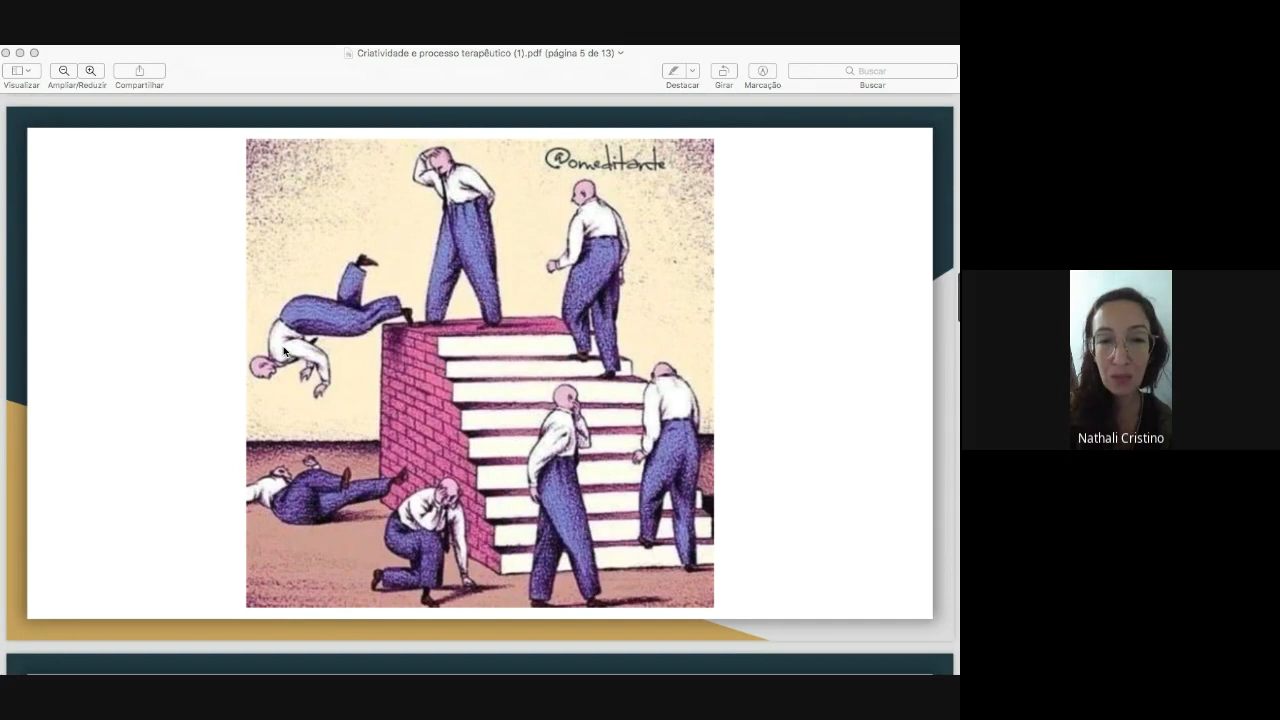 Criatividade e processo terapêutico (1).pdf (página 5 de 13)
Visualizar
Ampliar/Reduzir
Compartilhar
Destacar
Girar
Marcação
Buscar
Buscar
@omeditante
Nathali Cristino